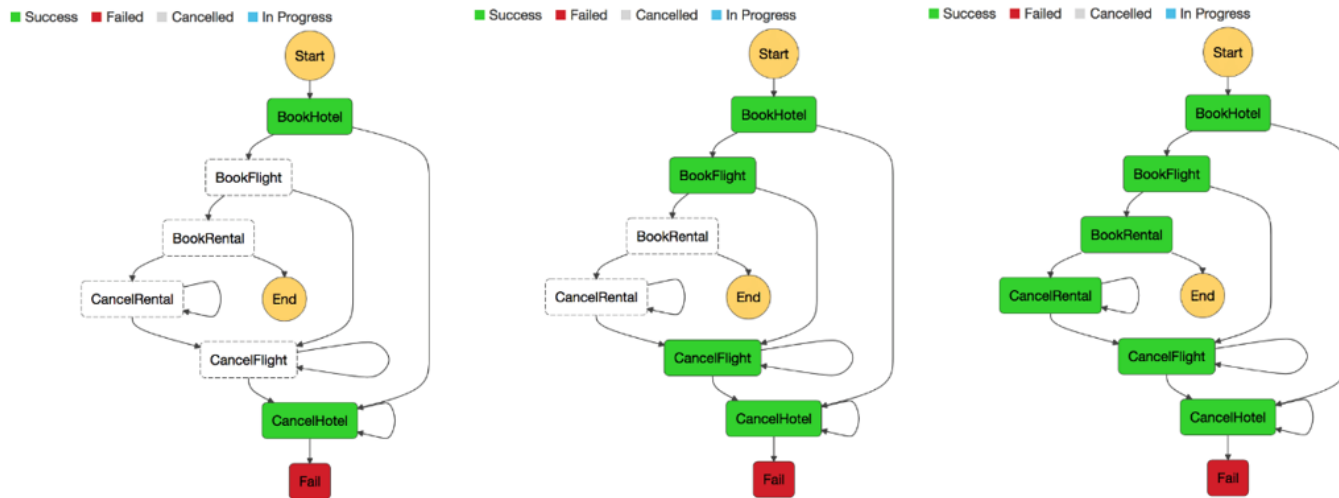 Success Failed Cancelled In Progress
Start
BookHotel
BookFlight
BookRental
CancelRental
End
CancelFlight
CancelHotel
Fail
Success Failed Cancelled In Progress
Start
BookHotel
BookFlight
BookRental
CancelRental
End
CancelFlight
CancelHotel
Fail
Success Failed Cancelled In Progress
Start
BookHotel
BookFlight
BookRental
CancelRental
End
CancelFlight
CancelHotel
Fail